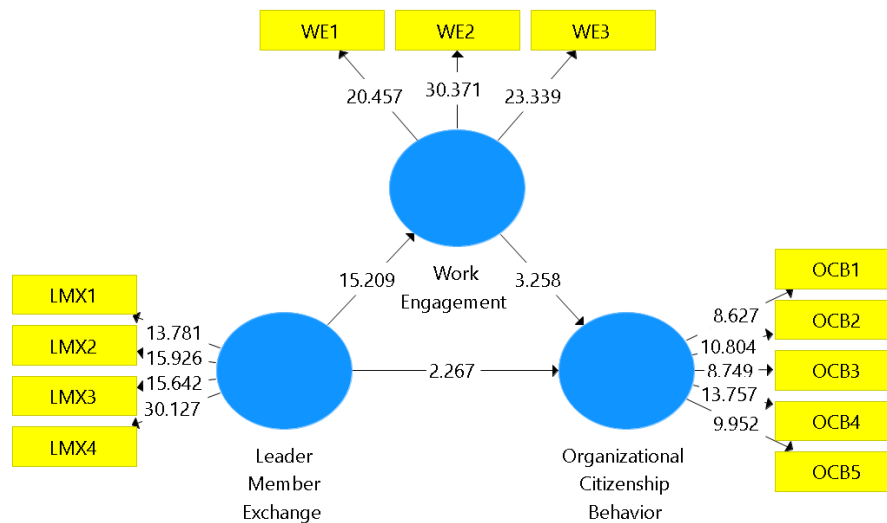 WE1
WE2
WE3
20.457
30.371
23.339
Work
Engagement
15.209
3.258
LMX1
LMX2
LMX3
LMX4
13.781
15.926
15.642
30.127
Leader
Member
Exchange
2.267
Organizational
Citizenship
Behavior
8.627
10.804
8.749
13.757
9.952
OCB1
OCB2
OCB3
OCB4
OCB5